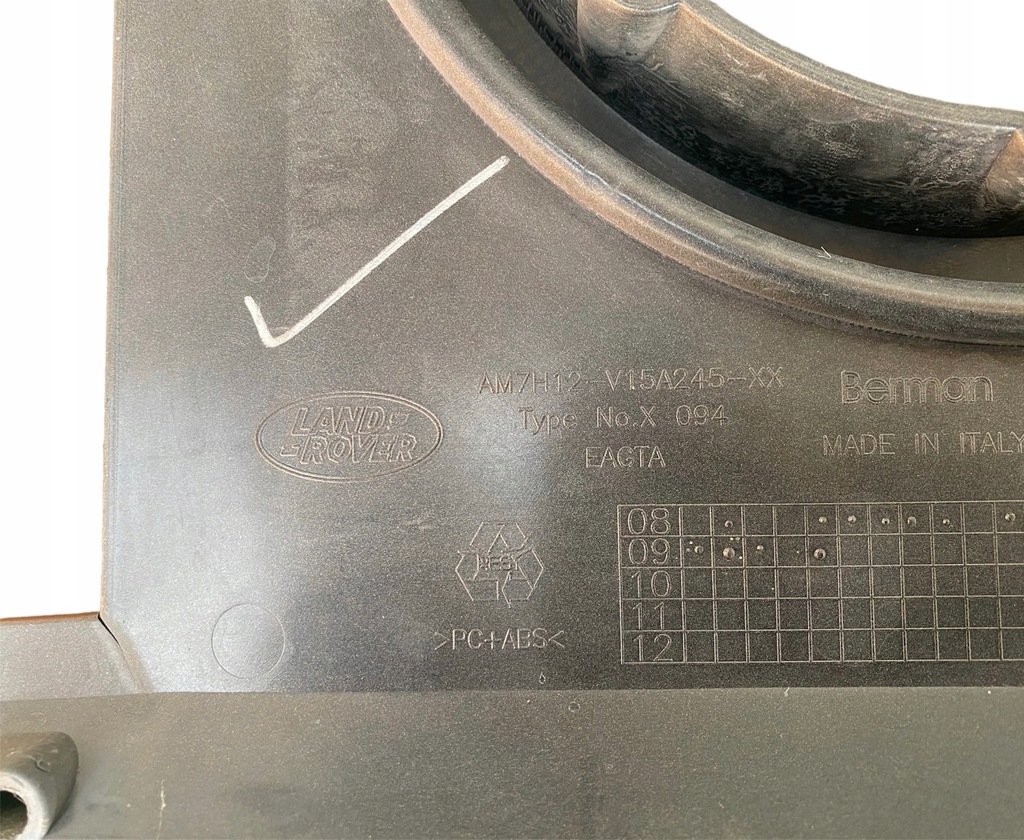 AM7H12-V15A245-XX
Type No.X 094
EAGTA
Berman
MADE IN ITALY
LAND-
-ROVER
>PC+ABS<
08
09
10
11
12